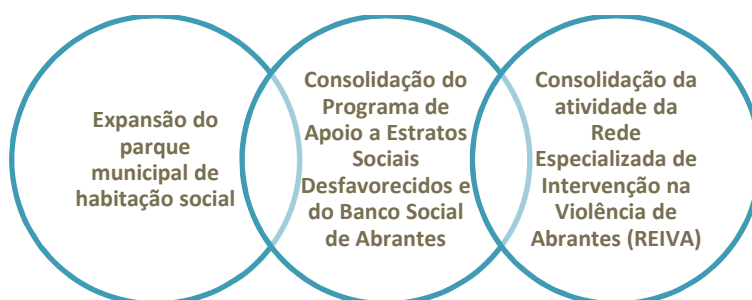 Expansão do
parque
municipal de
habitação social
Consolidação do
Programa de
Apoio a Estratos
Sociais
Desfavorecidos e
do Banco Social
de Abrantes
Consolidação da
atividade da
Rede
Especializada de
Intervenção na
Violência de
Abrantes (REIVA)